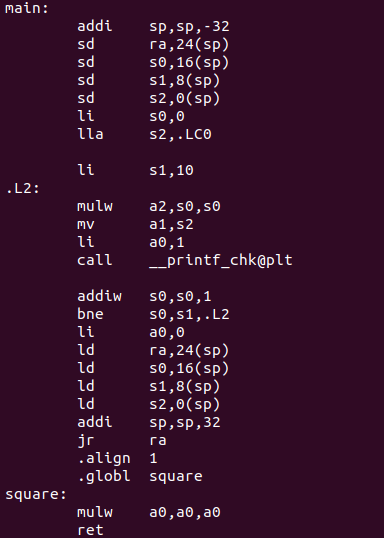 main:
addi sp,sp,-32
sd ra,24(sp)
sd s0,16(sp)
sd s1,8(sp)
sd s2,0(sp)
li s0,0
lla s2,.LC0
li s1,10
.L2:
mulw a2,s0,s0
mv a1,s2
li a0,1
call __printf_chk@plt
addiw s0,s0,1
bne s0,s1,.L2
li a0,0
ld ra,24(sp)
ld s0,16(sp)
ld s1,8(sp)
ld s2,0(sp)
addi sp,sp,32
jr ra
.align 1
.globl square
square:
mulw a0,a0,a0
ret